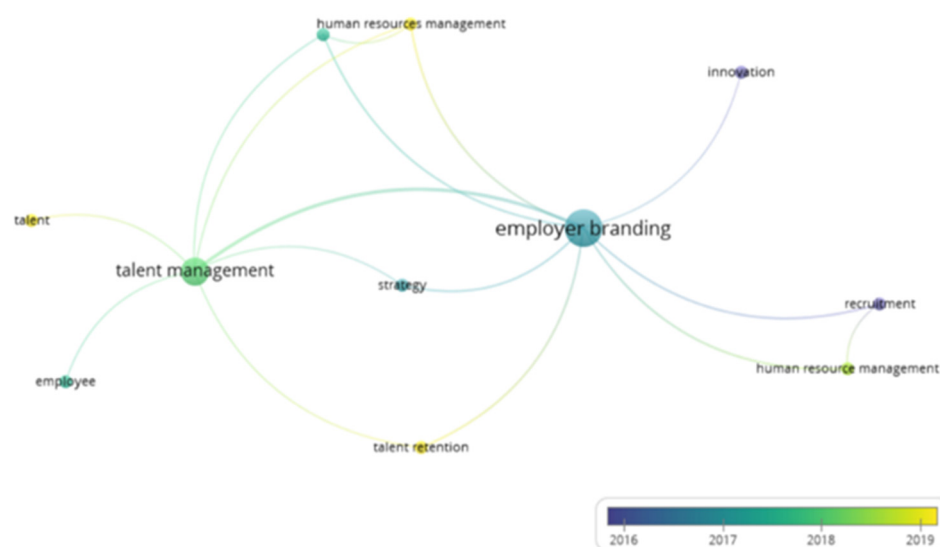 human resources management
innovation
talent
employer branding
talent management
strategy
recruitment
human resource management
employee
talent retention
2016
2017
2018
2019